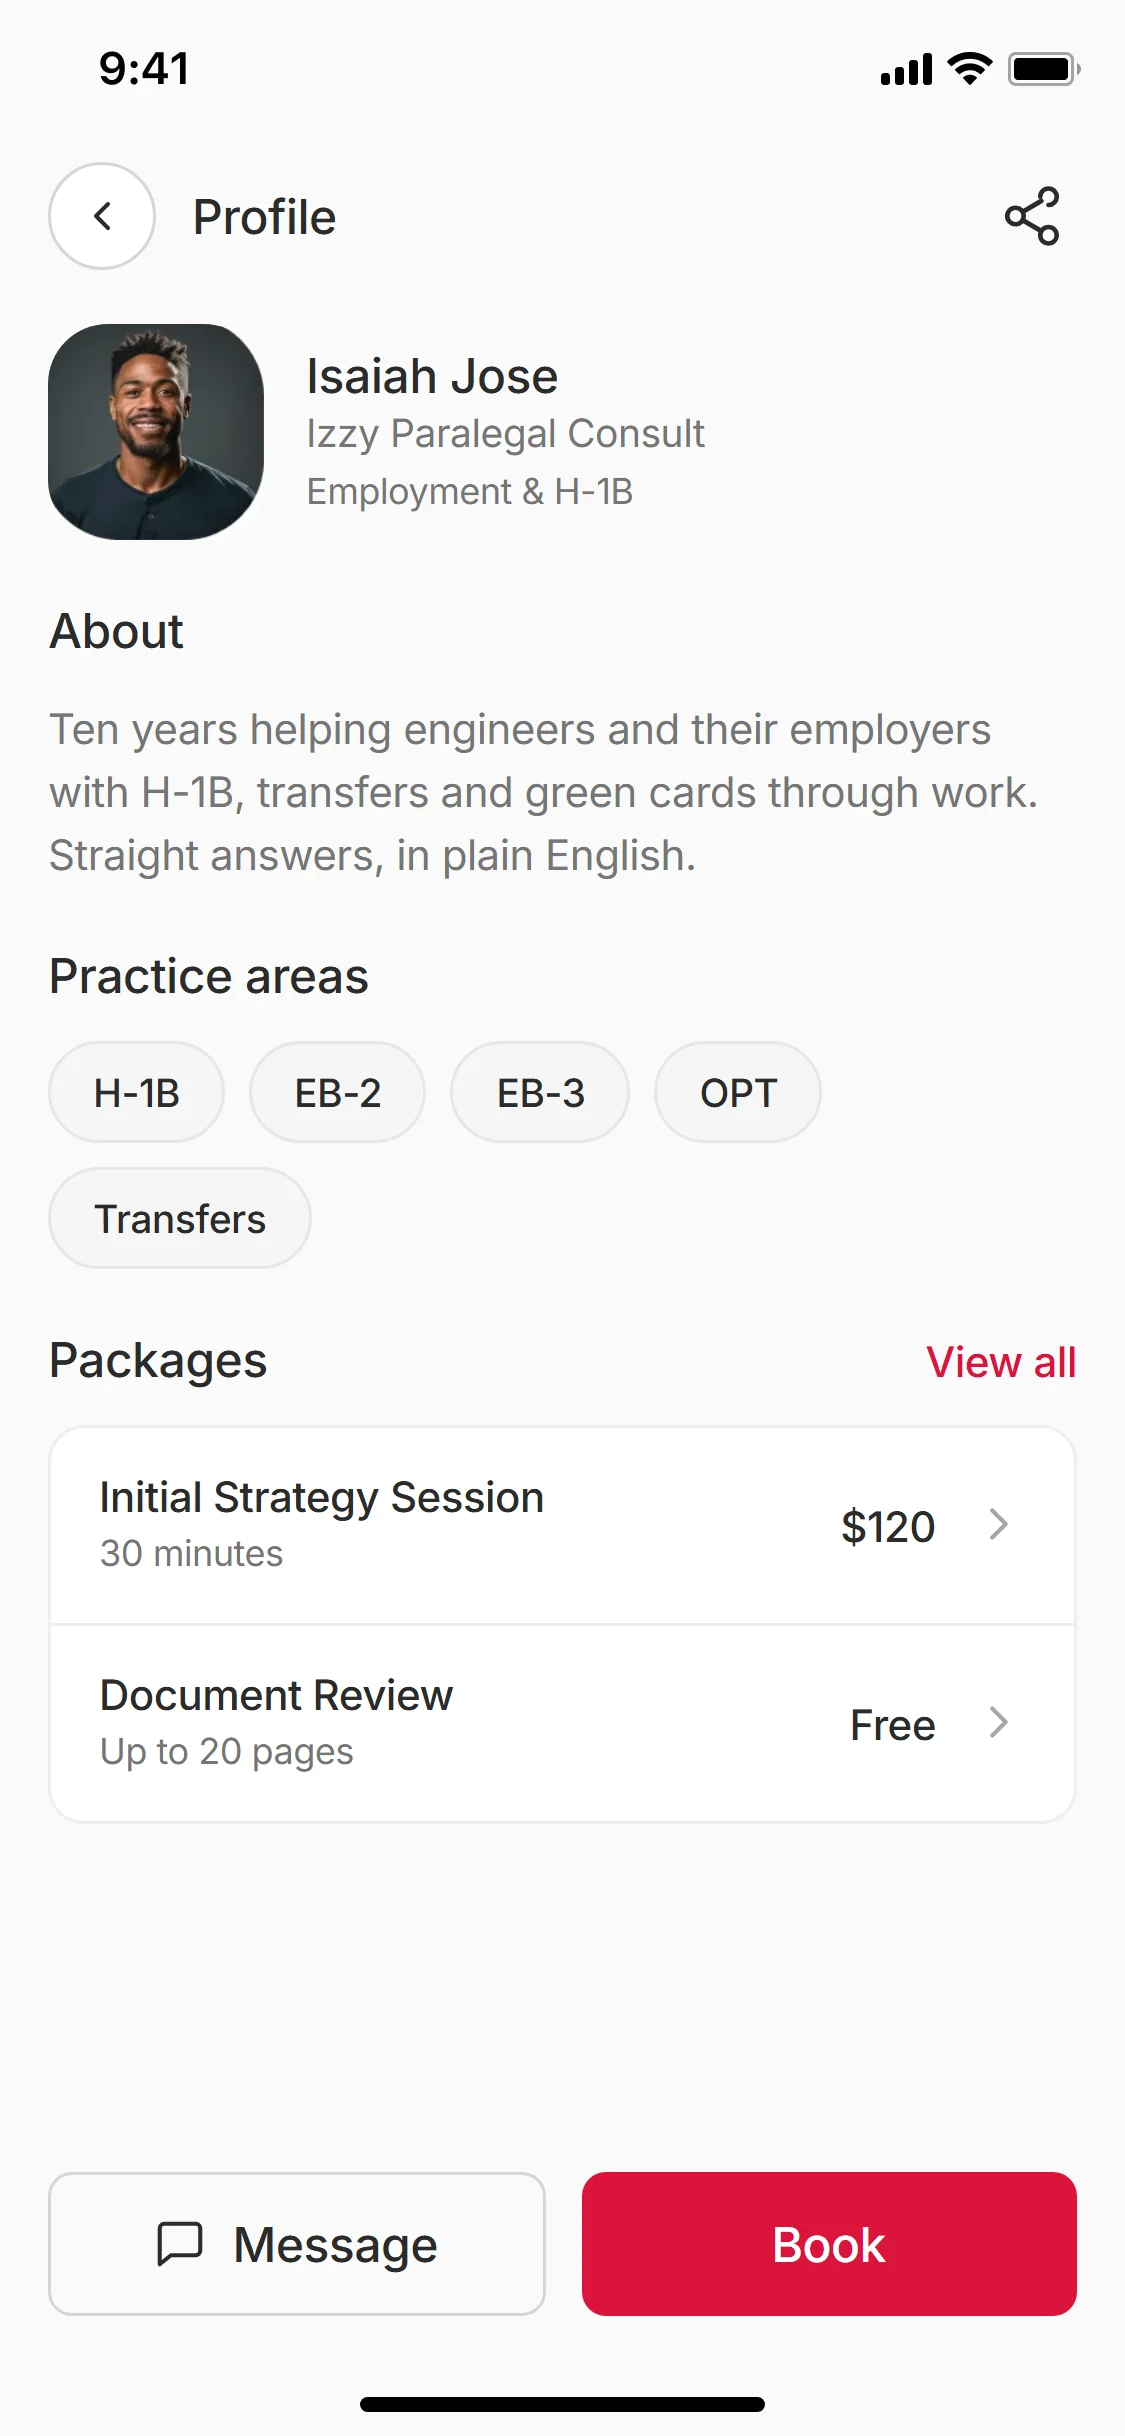 9:41
Profile
Isaiah Jose
Izzy Paralegal Consult
Employment & H-1B
About
Ten years helping engineers and their employers
with H-1B, transfers and green cards through work.
Straight answers, in plain English.
Practice areas
H-1B
EB-2
EB-3
OPT
Transfers
Packages
View all
Initial Strategy Session
30 minutes
$120
Document Review
Up to 20 pages
Free
Message
Book